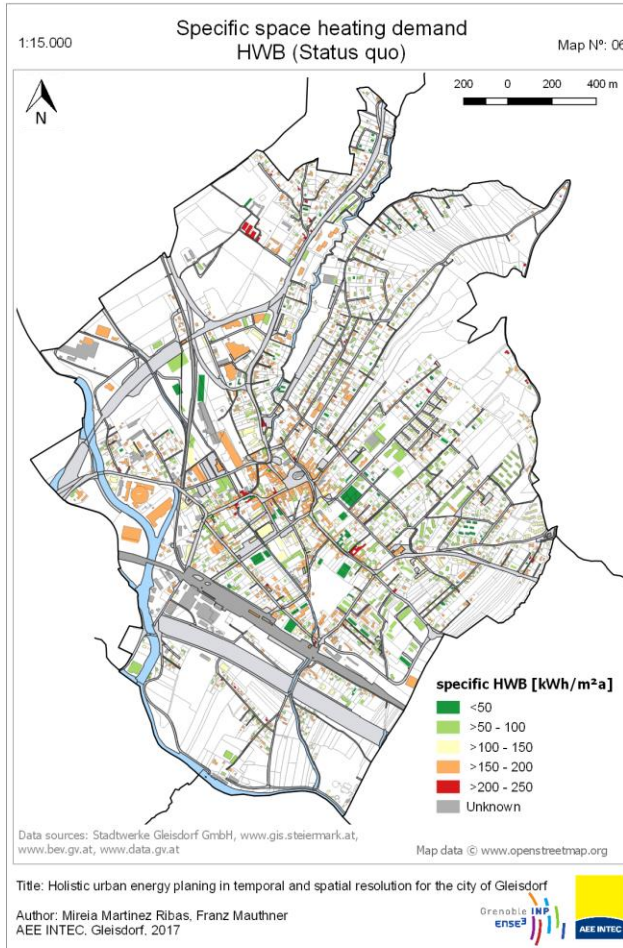 1:15.000
Specific space heating demand
HWB (Status quo)
Map Nº: 06
200 0 200 400 m
N
specific HWB [kWh/m²a]
<50
>50 - 100
>100 - 150
>150 - 200
>200 - 250
Unknown
Data sources: Stadtwerke Gleisdorf GmbH, www.gis.steiermark.at,
www.bev.gv.at, www.data.gv.at
Map data © www.openstreetmap.org
Title: Holistic urban energy planing in temporal and spatial resolution for the city of Gleisdorf
Author: Mireia Martinez Ribas, Franz Mauthner
AEE INTEC, Gleisdorf, 2017
Grenoble INP
ENSE3
AEE INTEC